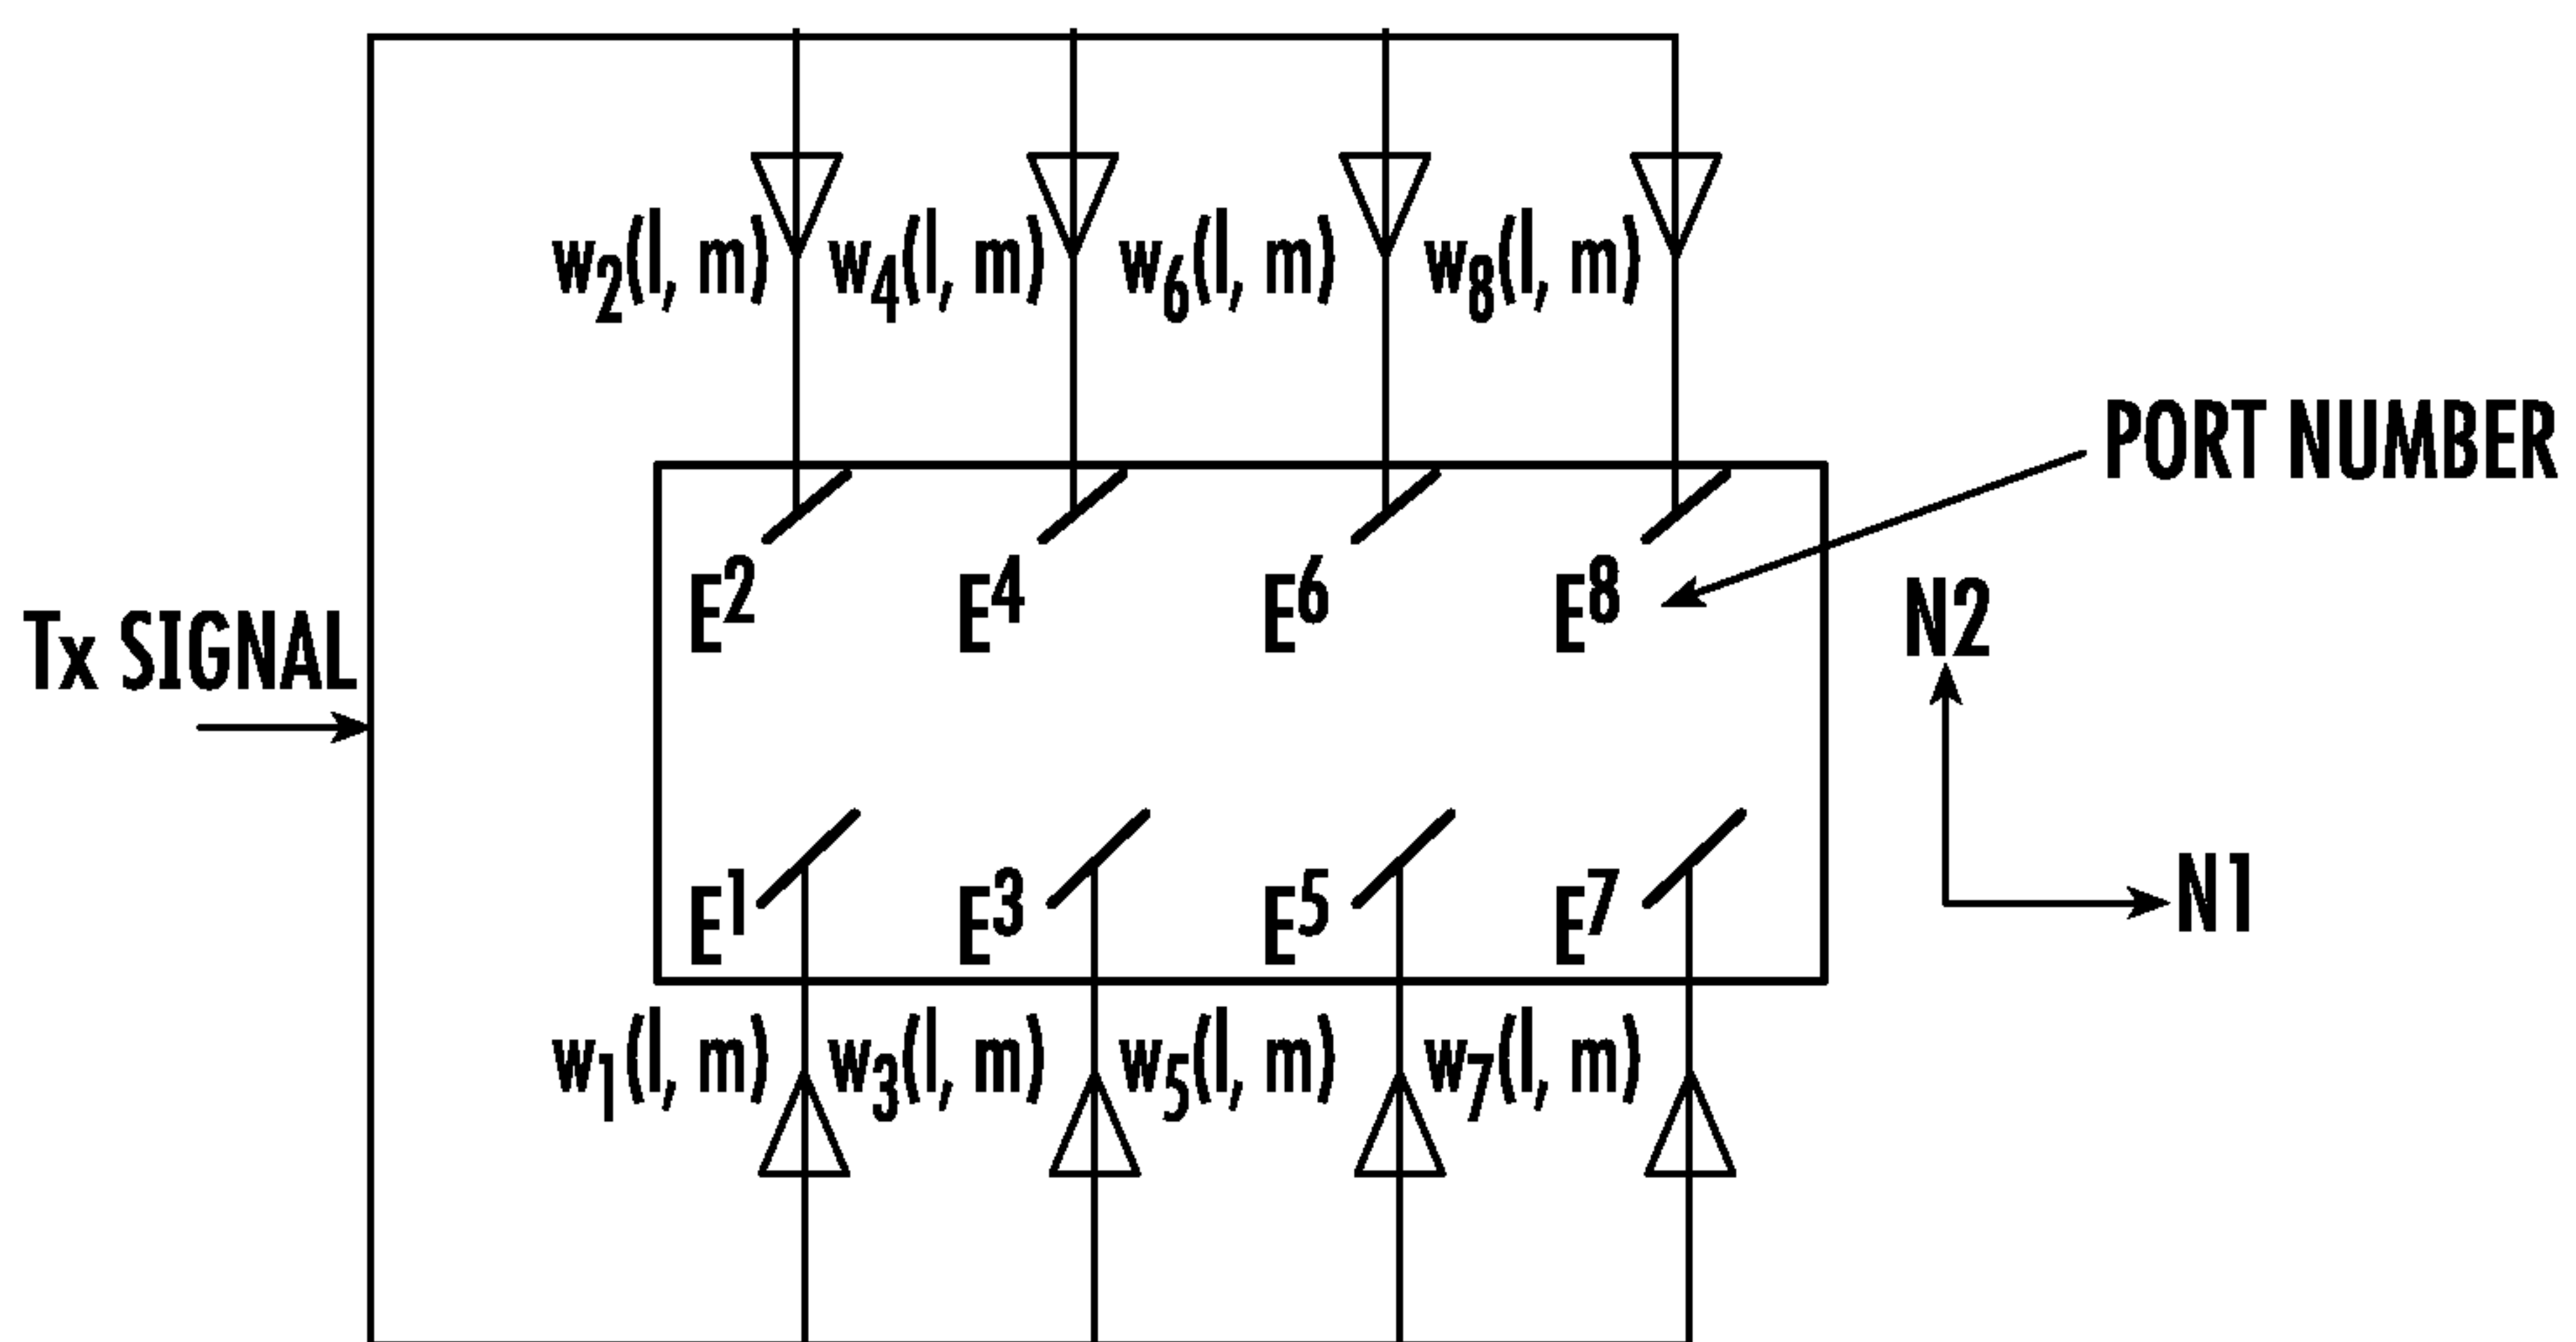 w₂(l, m) w₄(l, m) w₆(l, m) w₈(l, m)
PORT NUMBER
E² E⁴ E⁶ E⁸
N2
Tx SIGNAL
E¹ E³ E⁵ E⁷
N1
w₁(l, m) w₃(l, m) w₅(l, m) w₇(l, m)